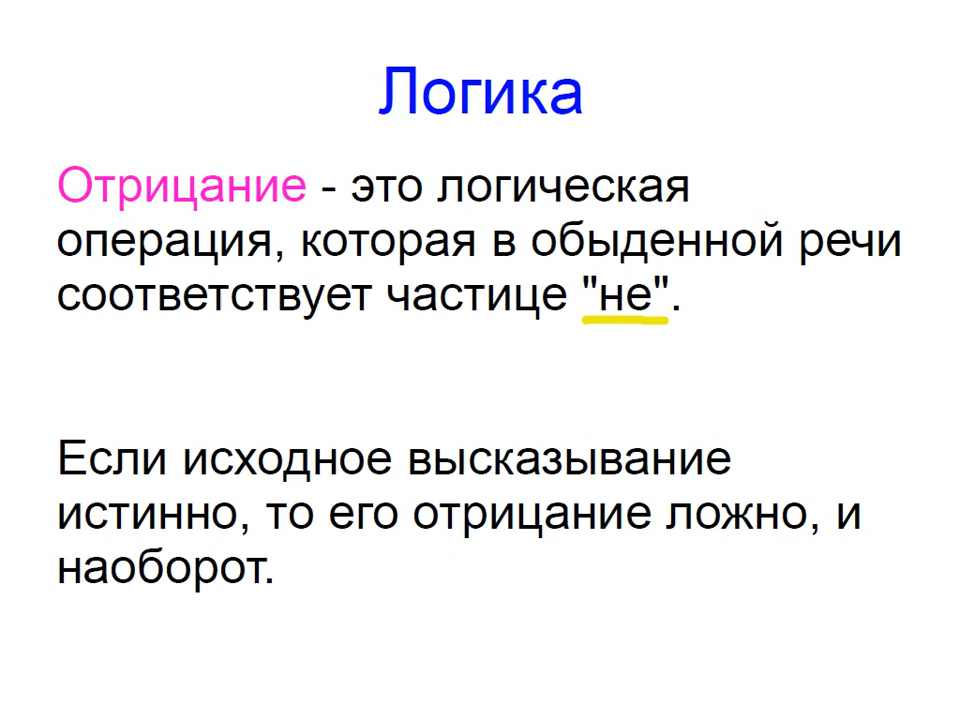 Логика
Отрицание - это логическая
операция, которая в обыденной речи
соответствует частице "не".
Если исходное высказывание
истинно, то его отрицание ложно, и
наоборот.